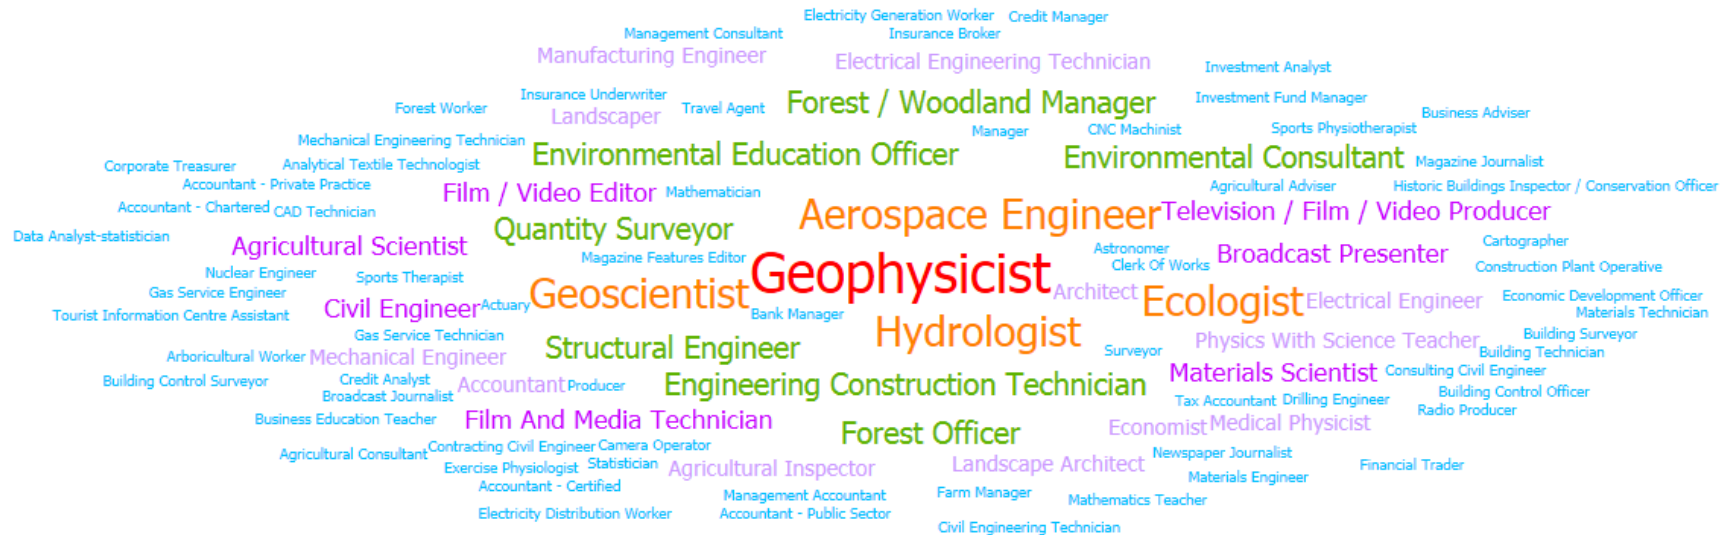 Electricity Generation Worker
Credit Manager
Management Consultant
Insurance Broker
Manufacturing Engineer
Electrical Engineering Technician
Investment Analyst
Insurance Underwriter
Forest Worker
Travel Agent
Forest / Woodland Manager
Investment Fund Manager
Landscaper
Business Adviser
Manager
CNC Machinist
Sports Physiotherapist
Mechanical Engineering Technician
Environmental Education Officer
Environmental Consultant
Magazine Journalist
Corporate Treasurer
Analytical Textile Technologist
Accountant - Private Practice
Film / Video Editor
Mathematician
Agricultural Adviser
Historic Buildings Inspector / Conservation Officer
Accountant - Chartered
CAD Technician
Aerospace Engineer
Television / Film / Video Producer
Data Analyst-statistician
Quantity Surveyor
Agricultural Scientist
Astronomer
Broadcast Presenter
Cartographer
Magazine Features Editor
Clerk Of Works
Construction Plant Operative
Nuclear Engineer
Sports Therapist
Geophysicist
Gas Service Engineer
Geoscientist
Architect
Ecologist
Electrical Engineer
Economic Development Officer
Civil Engineer
Actuary
Tourist Information Centre Assistant
Bank Manager
Materials Technician
Gas Service Technician
Hydrologist
Physics With Science Teacher
Building Surveyor
Structural Engineer
Surveyor
Building Technician
Arboricultural Worker
Mechanical Engineer
Building Control Surveyor
Credit Analyst
Accountant
Producer
Engineering Construction Technician
Materials Scientist
Consulting Civil Engineer
Broadcast Journalist
Tax Accountant
Drilling Engineer
Building Control Officer
Radio Producer
Business Education Teacher
Film And Media Technician
Forest Officer
Economist
Medical Physicist
Agricultural Consultant
Contracting Civil Engineer
Camera Operator
Newspaper Journalist
Exercise Physiologist
Statistician
Agricultural Inspector
Landscape Architect
Financial Trader
Materials Engineer
Accountant - Certified
Management Accountant
Farm Manager
Mathematics Teacher
Electricity Distribution Worker
Accountant - Public Sector
Civil Engineering Technician